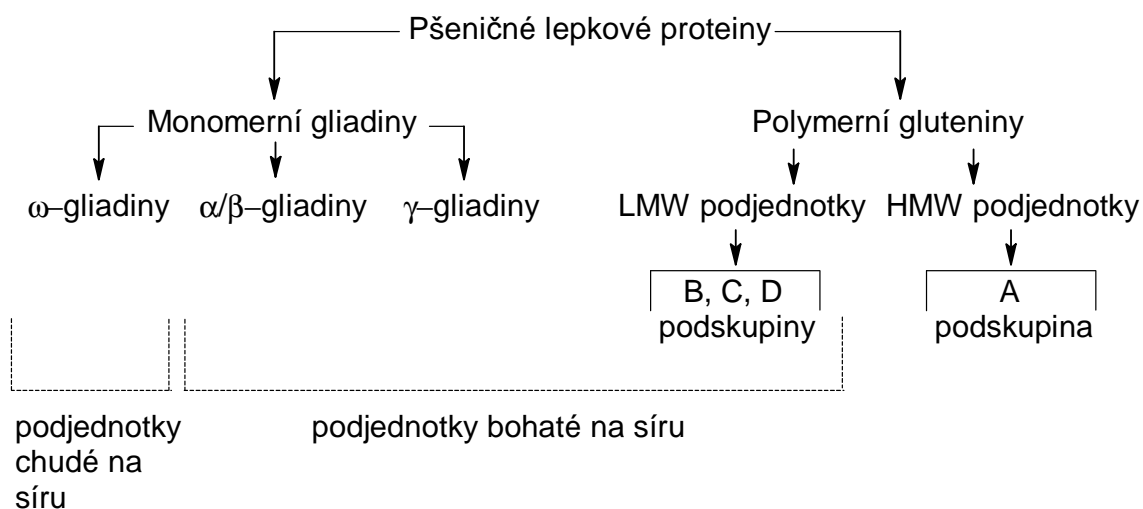 Pšeničné lepkové proteiny
Monomerní gliadiny
Polymerní gluteniny
ω–gliadiny
α/β–gliadiny
γ–gliadiny
LMW podjednotky
HMW podjednotky
B, C, D
podskupiny
A
podskupina
podjednotky
chudé na
síru
podjednotky bohaté na síru